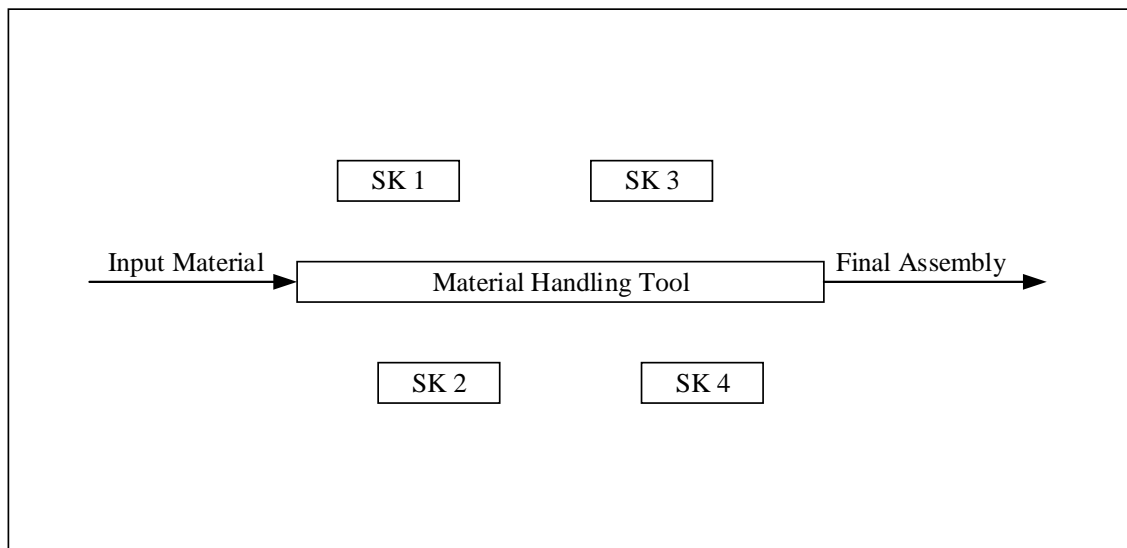 SK 1
SK 3
Input Material
Material Handling Tool
Final Assembly
SK 2
SK 4